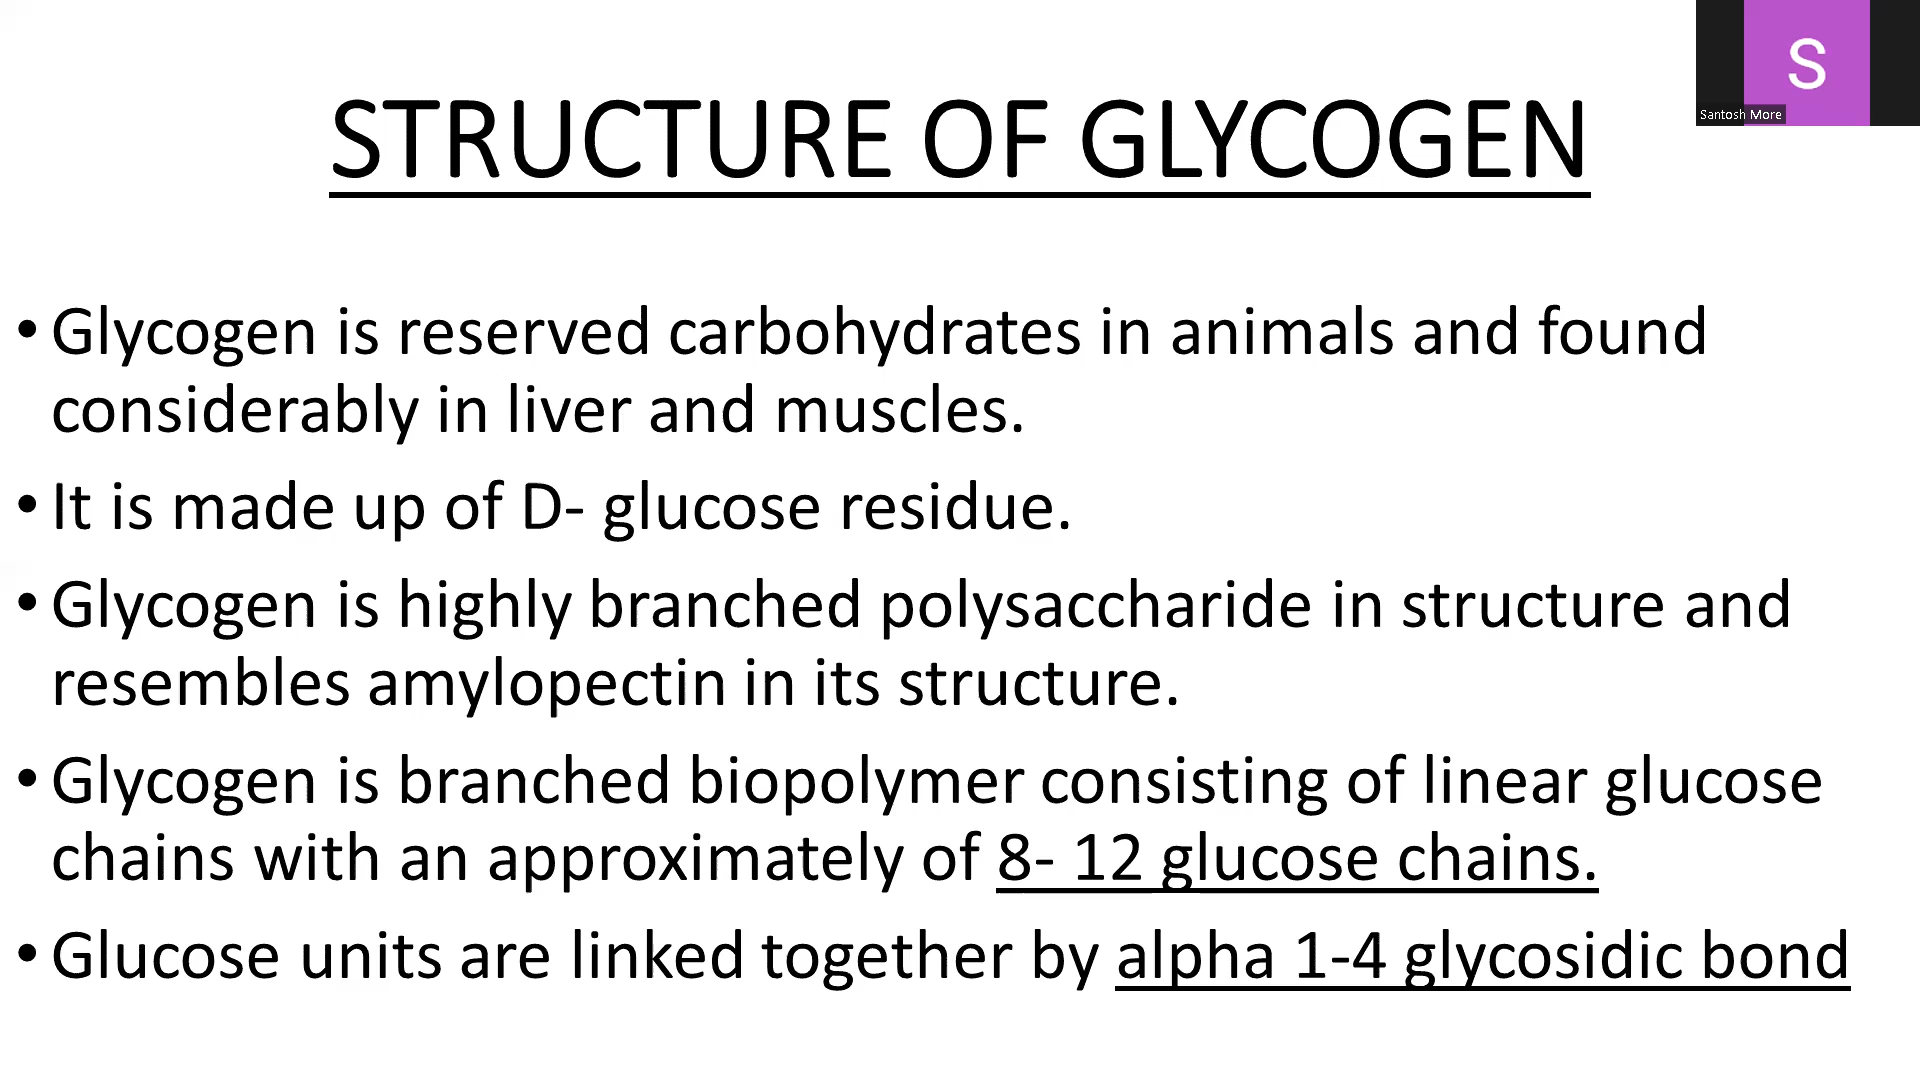 S
Santosh More
STRUCTURE OF GLYCOGEN
• Glycogen is reserved carbohydrates in animals and found
considerably in liver and muscles.
• It is made up of D- glucose residue.
• Glycogen is highly branched polysaccharide in structure and
resembles amylopectin in its structure.
• Glycogen is branched biopolymer consisting of linear glucose
chains with an approximately of 8- 12 glucose chains.
• Glucose units are linked together by alpha 1-4 glycosidic bond